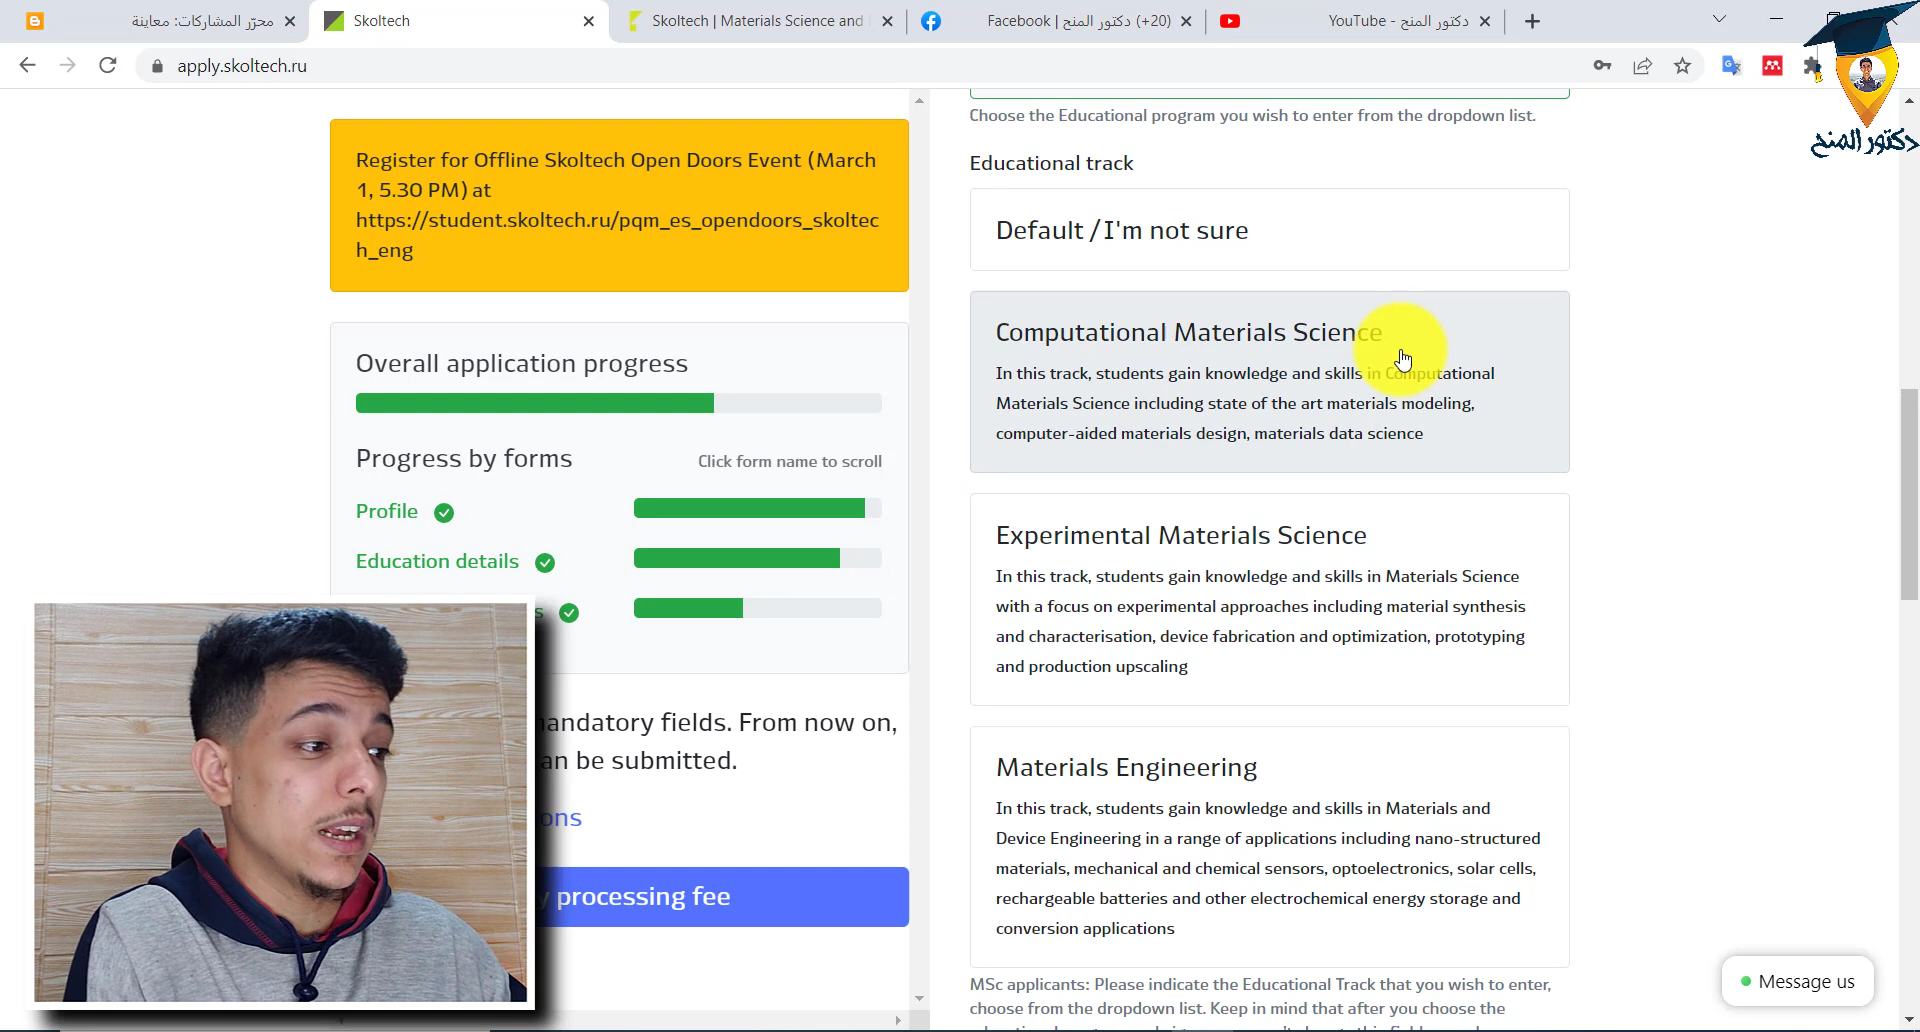 محرّر المشاركات: معاينة
Skoltech
Skoltech | Materials Science and
(20+) دكتور المنح | Facebook
دكتور المنح - YouTube
apply.skoltech.ru
دكتور المنح
Register for Offline Skoltech Open Doors Event (March
1, 5.30 PM) at
https://student.skoltech.ru/pqm_es_opendoors_skoltec
h_eng
Overall application progress
Progress by forms
Click form name to scroll
Profile
Education details
s
mandatory fields. From now on,
an be submitted.
ons
y processing fee
Choose the Educational program you wish to enter from the dropdown list.
Educational track
Default / I'm not sure
Computational Materials Science
In this track, students gain knowledge and skills in Computational
Materials Science including state of the art materials modeling,
computer-aided materials design, materials data science
Experimental Materials Science
In this track, students gain knowledge and skills in Materials Science
with a focus on experimental approaches including material synthesis
and characterisation, device fabrication and optimization, prototyping
and production upscaling
Materials Engineering
In this track, students gain knowledge and skills in Materials and
Device Engineering in a range of applications including nano-structured
materials, mechanical and chemical sensors, optoelectronics, solar cells,
rechargeable batteries and other electrochemical energy storage and
conversion applications
MSc applicants: Please indicate the Educational Track that you wish to enter,
choose from the dropdown list. Keep in mind that after you choose the
Message us